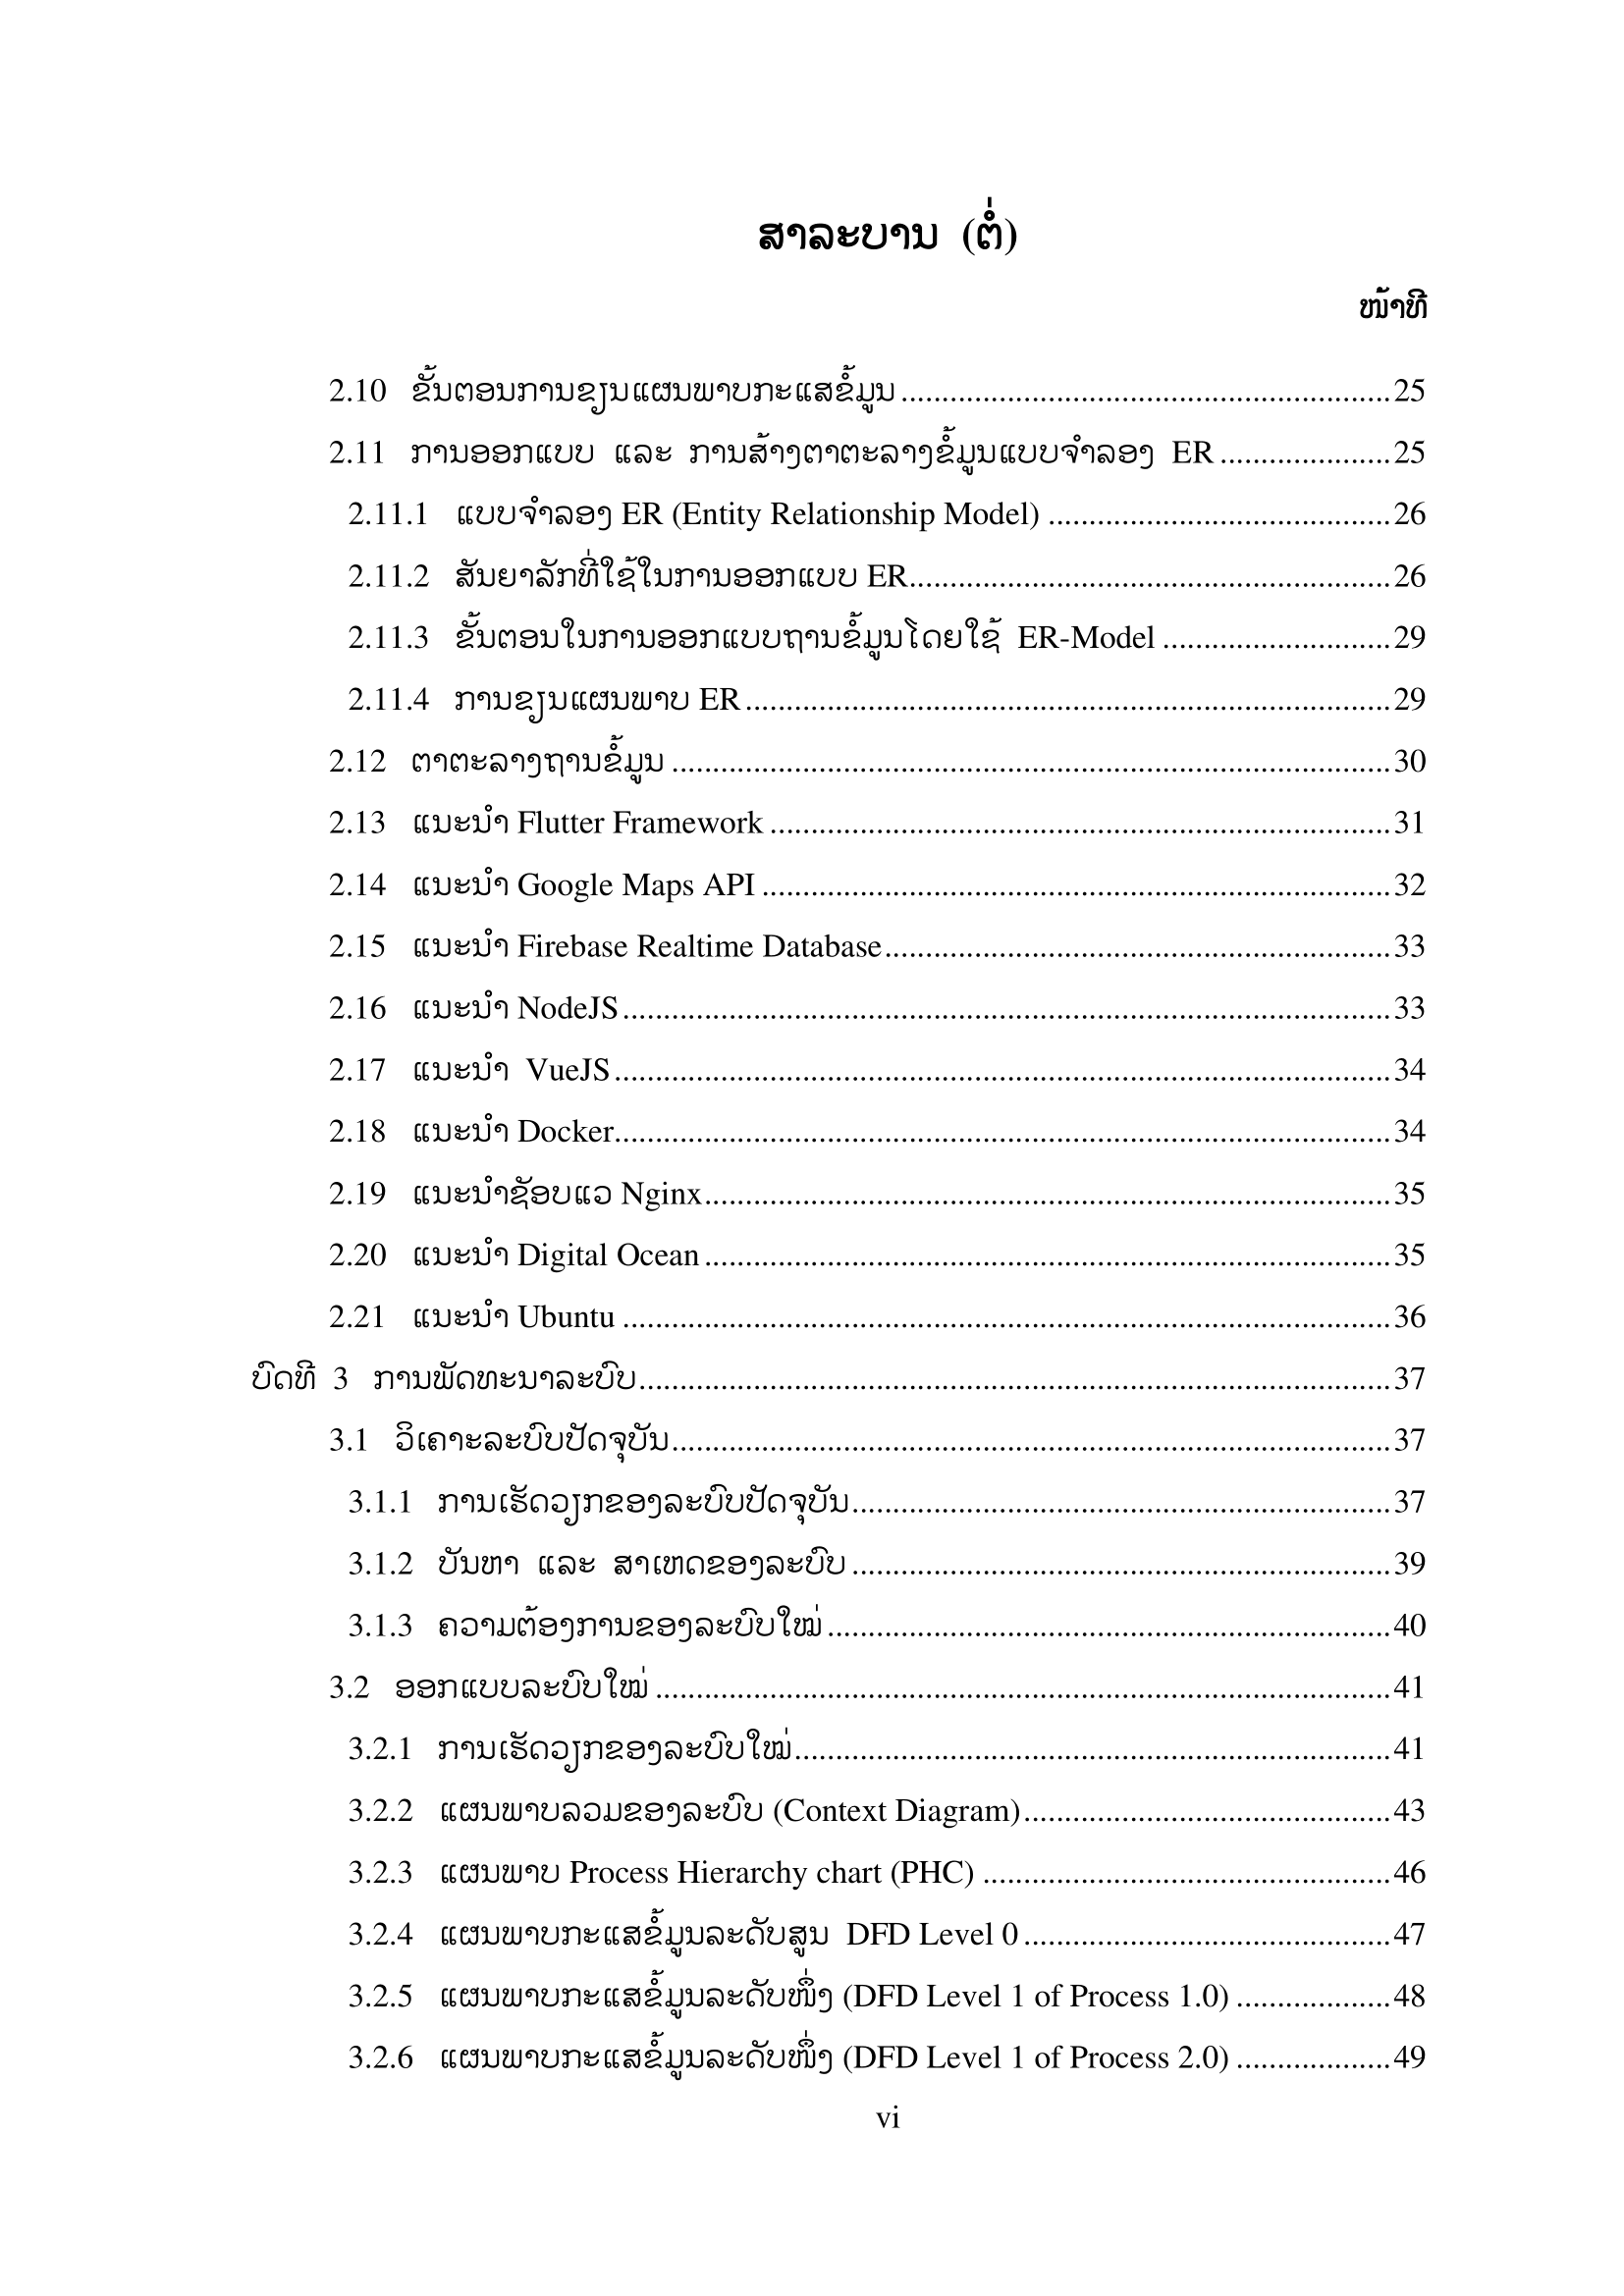 ສາລະບານ (ຕໍ່)
ໜ້າທີ
2.10 ຂັ້ນຕອນການຂຽນແຜນພາບກະແສຂໍ້ມູນ ........................ 25
2.11 ການອອກແບບ ແລະ ການສ້າງຕາຕະລາງຂໍ້ມູນແບບຈຳລອງ ER ........................ 25
2.11.1 ແບບຈຳລອງ ER (Entity Relationship Model) ........................ 26
2.11.2 ສັນຍາລັກທີ່ໃຊ້ໃນການອອກແບບ ER ........................ 26
2.11.3 ຂັ້ນຕອນໃນການອອກແບບຖານຂໍ້ມູນໂດຍໃຊ້ ER-Model ........................ 29
2.11.4 ການຂຽນແຜນພາບ ER ........................ 29
2.12 ຕາຕະລາງຖານຂໍ້ມູນ ........................ 30
2.13 ແນະນຳ Flutter Framework ........................ 31
2.14 ແນະນຳ Google Maps API ........................ 32
2.15 ແນະນຳ Firebase Realtime Database ........................ 33
2.16 ແນະນຳ NodeJS ........................ 33
2.17 ແນະນຳ VueJS ........................ 34
2.18 ແນະນຳ Docker ........................ 34
2.19 ແນະນຳຊັອບແວ Nginx ........................ 35
2.20 ແນະນຳ Digital Ocean ........................ 35
2.21 ແນະນຳ Ubuntu ........................ 36
ບົດທີ 3 ການພັດທະນາລະບົບ ........................ 37
3.1 ວິເຄາະລະບົບປັດຈຸບັນ ........................ 37
3.1.1 ການເຮັດວຽກຂອງລະບົບປັດຈຸບັນ ........................ 37
3.1.2 ບັນຫາ ແລະ ສາເຫດຂອງລະບົບ ........................ 39
3.1.3 ຄວາມຕ້ອງການຂອງລະບົບໃໝ່ ........................ 40
3.2 ອອກແບບລະບົບໃໝ່ ........................ 41
3.2.1 ການເຮັດວຽກຂອງລະບົບໃໝ່ ........................ 41
3.2.2 ແຜນພາບລວມຂອງລະບົບ (Context Diagram) ........................ 43
3.2.3 ແຜນພາບ Process Hierarchy chart (PHC) ........................ 46
3.2.4 ແຜນພາບກະແສຂໍ້ມູນລະດັບສູນ DFD Level 0 ........................ 47
3.2.5 ແຜນພາບກະແສຂໍ້ມູນລະດັບໜຶ່ງ (DFD Level 1 of Process 1.0) ........................ 48
3.2.6 ແຜນພາບກະແສຂໍ້ມູນລະດັບໜຶ່ງ (DFD Level 1 of Process 2.0) ........................ 49
vi